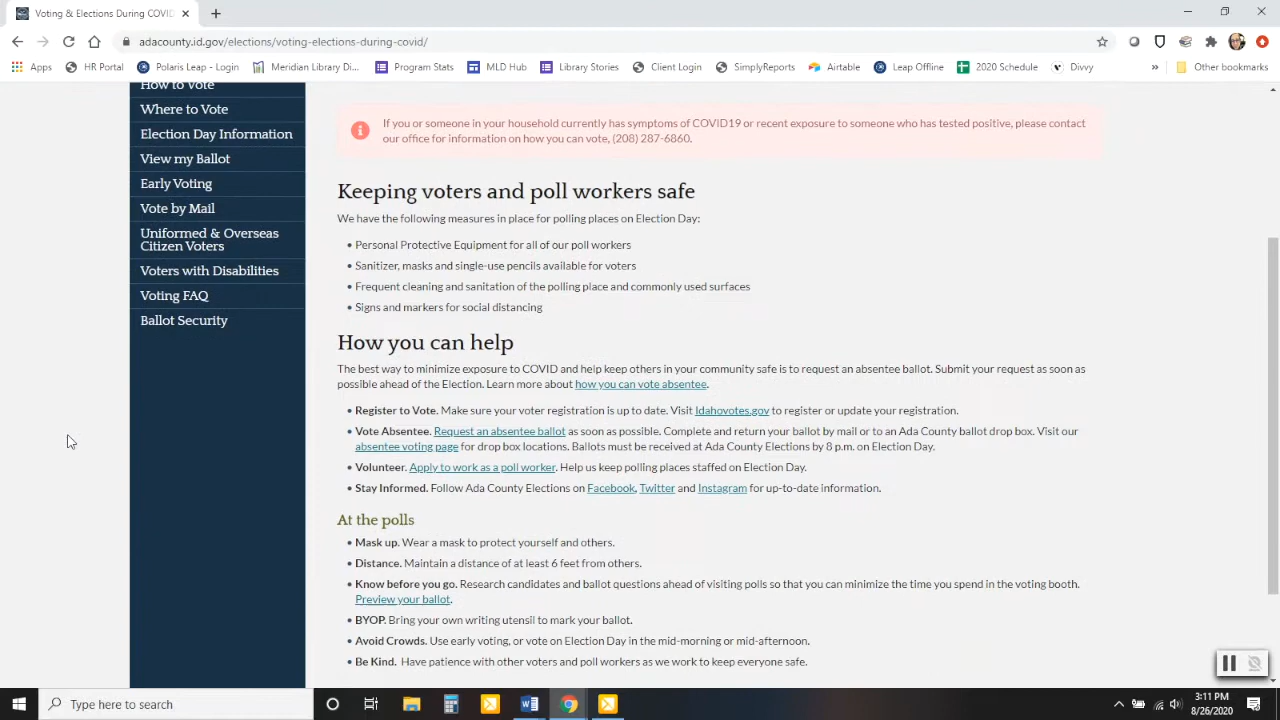 Voting & Elections During COVID
adacounty.id.gov/elections/voting-elections-during-covid/
Apps
HR Portal
Polaris Leap - Login
Meridian Library Di...
Program Stats
MLD Hub
Library Stories
Client Login
SimplyReports
Airtable
Leap Offline
2020 Schedule
Divvy
»
Other bookmarks
How to Vote
Where to Vote
Election Day Information
View my Ballot
Early Voting
Vote by Mail
Uniformed & Overseas
Citizen Voters
Voters with Disabilities
Voting FAQ
Ballot Security
If you or someone in your household currently has symptoms of COVID19 or recent exposure to someone who has tested positive, please contact
our office for information on how you can vote, (208) 287-6860.
Keeping voters and poll workers safe
We have the following measures in place for polling places on Election Day:
• Personal Protective Equipment for all of our poll workers
• Sanitizer, masks and single-use pencils available for voters
• Frequent cleaning and sanitation of the polling place and commonly used surfaces
• Signs and markers for social distancing
How you can help
The best way to minimize exposure to COVID and help keep others in your community safe is to request an absentee ballot. Submit your request as soon as
possible ahead of the Election. Learn more about how you can vote absentee.
• Register to Vote. Make sure your voter registration is up to date. Visit Idahovotes.gov to register or update your registration.
• Vote Absentee. Request an absentee ballot as soon as possible. Complete and return your ballot by mail or to an Ada County ballot drop box. Visit our
absentee voting page for drop box locations. Ballots must be received at Ada County Elections by 8 p.m. on Election Day.
• Volunteer. Apply to work as a poll worker. Help us keep polling places staffed on Election Day.
• Stay Informed. Follow Ada County Elections on Facebook, Twitter and Instagram for up-to-date information.
At the polls
• Mask up. Wear a mask to protect yourself and others.
• Distance. Maintain a distance of at least 6 feet from others.
• Know before you go. Research candidates and ballot questions ahead of visiting polls so that you can minimize the time you spend in the voting booth.
Preview your ballot.
• BYOP. Bring your own writing utensil to mark your ballot.
• Avoid Crowds. Use early voting, or vote on Election Day in the mid-morning or mid-afternoon.
• Be Kind. Have patience with other voters and poll workers as we work to keep everyone safe.
Type here to search
3:11 PM
8/26/2020